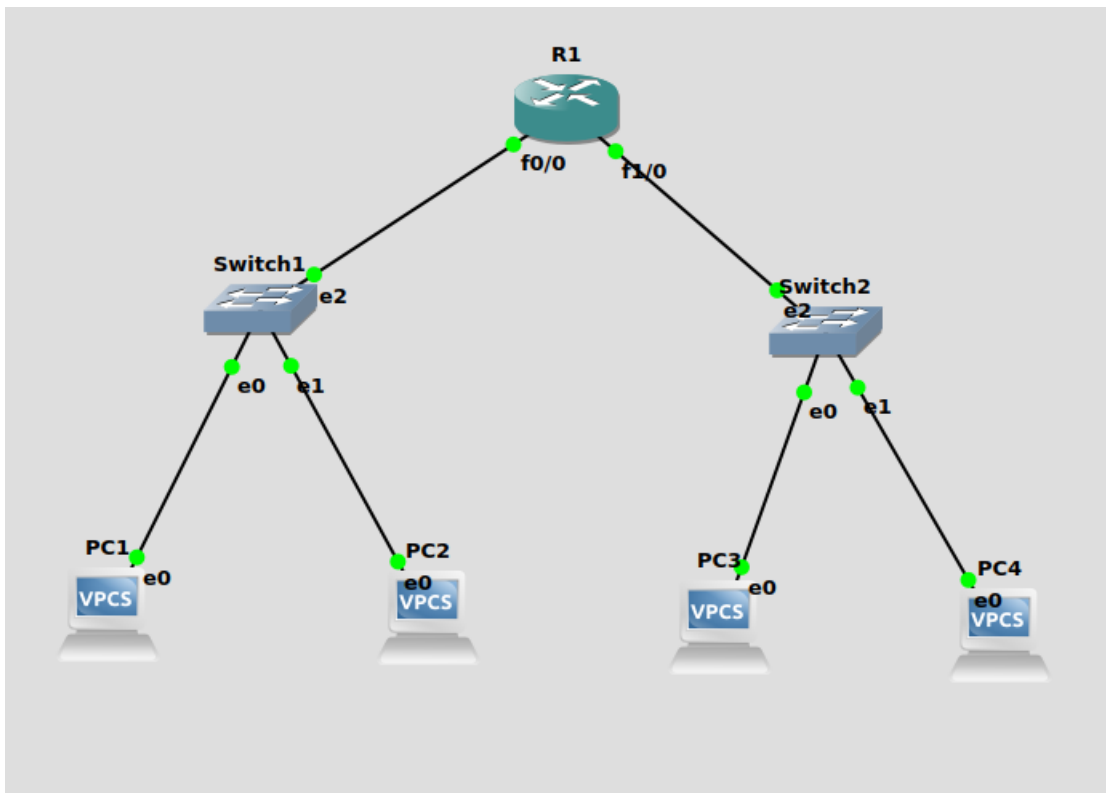 R1
f0/0
f1/0
Switch1
e2
Switch2
e2
e0
e1
e0
e1
PC1
e0
VPCS
PC2
e0
VPCS
PC3
e0
VPCS
PC4
e0
VPCS